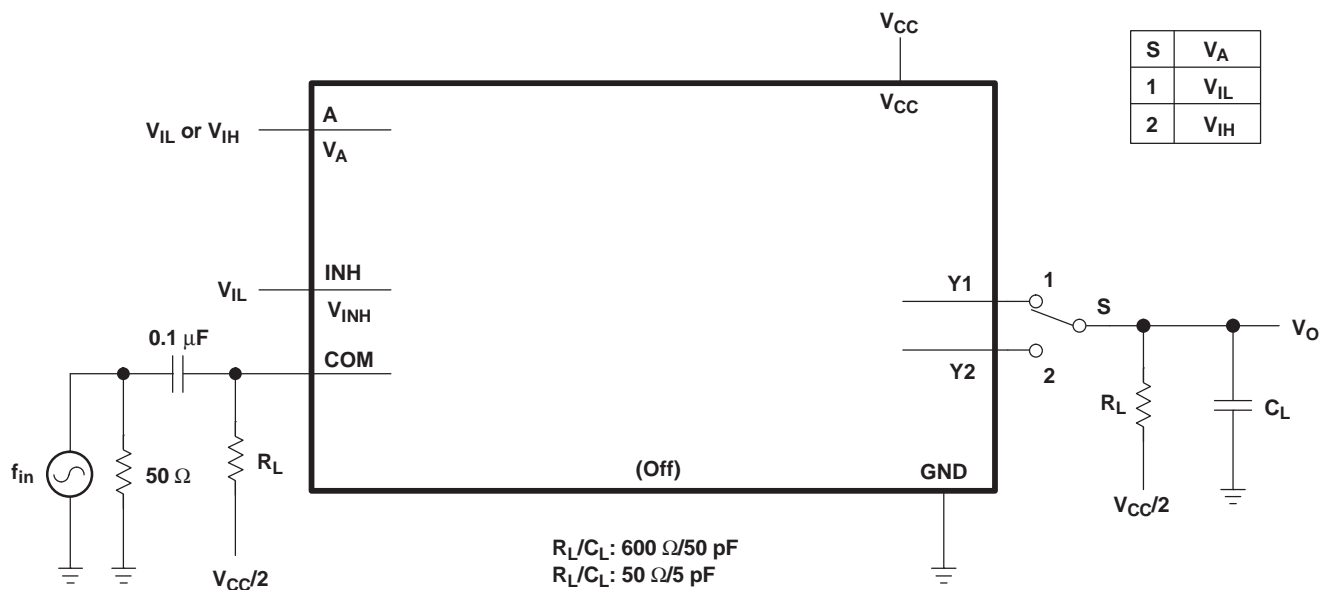 VCC
S VA
1 VIL
2 VIH
VCC
A
VIL or VIH
VA
INH
VIL
VINH
Y1
1
S
VO
0.1 μF
COM
Y2
2
RL
CL
fin
50 Ω
RL
(Off)
GND
VCC/2
VCC/2
RL/CL: 600 Ω/50 pF
RL/CL: 50 Ω/5 pF